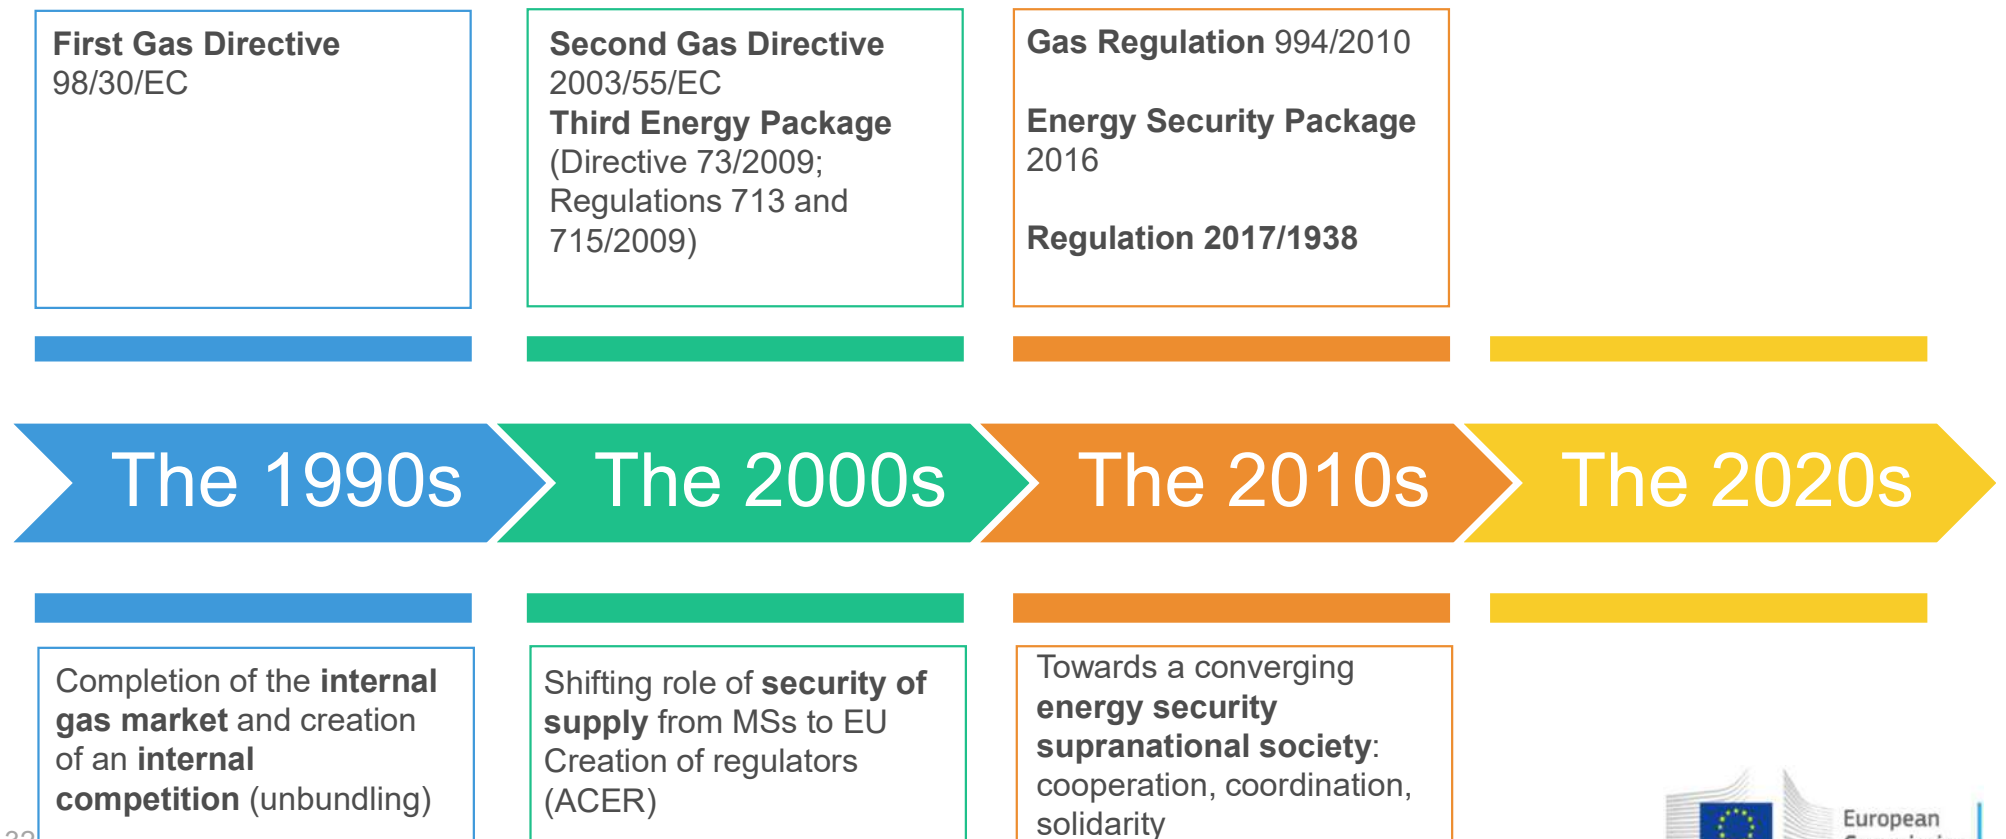 First Gas Directive
98/30/EC
Second Gas Directive
2003/55/EC
Third Energy Package
(Directive 73/2009;
Regulations 713 and
715/2009)
Gas Regulation 994/2010
Energy Security Package
2016
Regulation 2017/1938
The 1990s
The 2000s
The 2010s
The 2020s
Completion of the internal
gas market and creation
of an internal
competition (unbundling)
Shifting role of security of
supply from MSs to EU
Creation of regulators
(ACER)
Towards a converging
energy security
supranational society:
cooperation, coordination,
solidarity
European